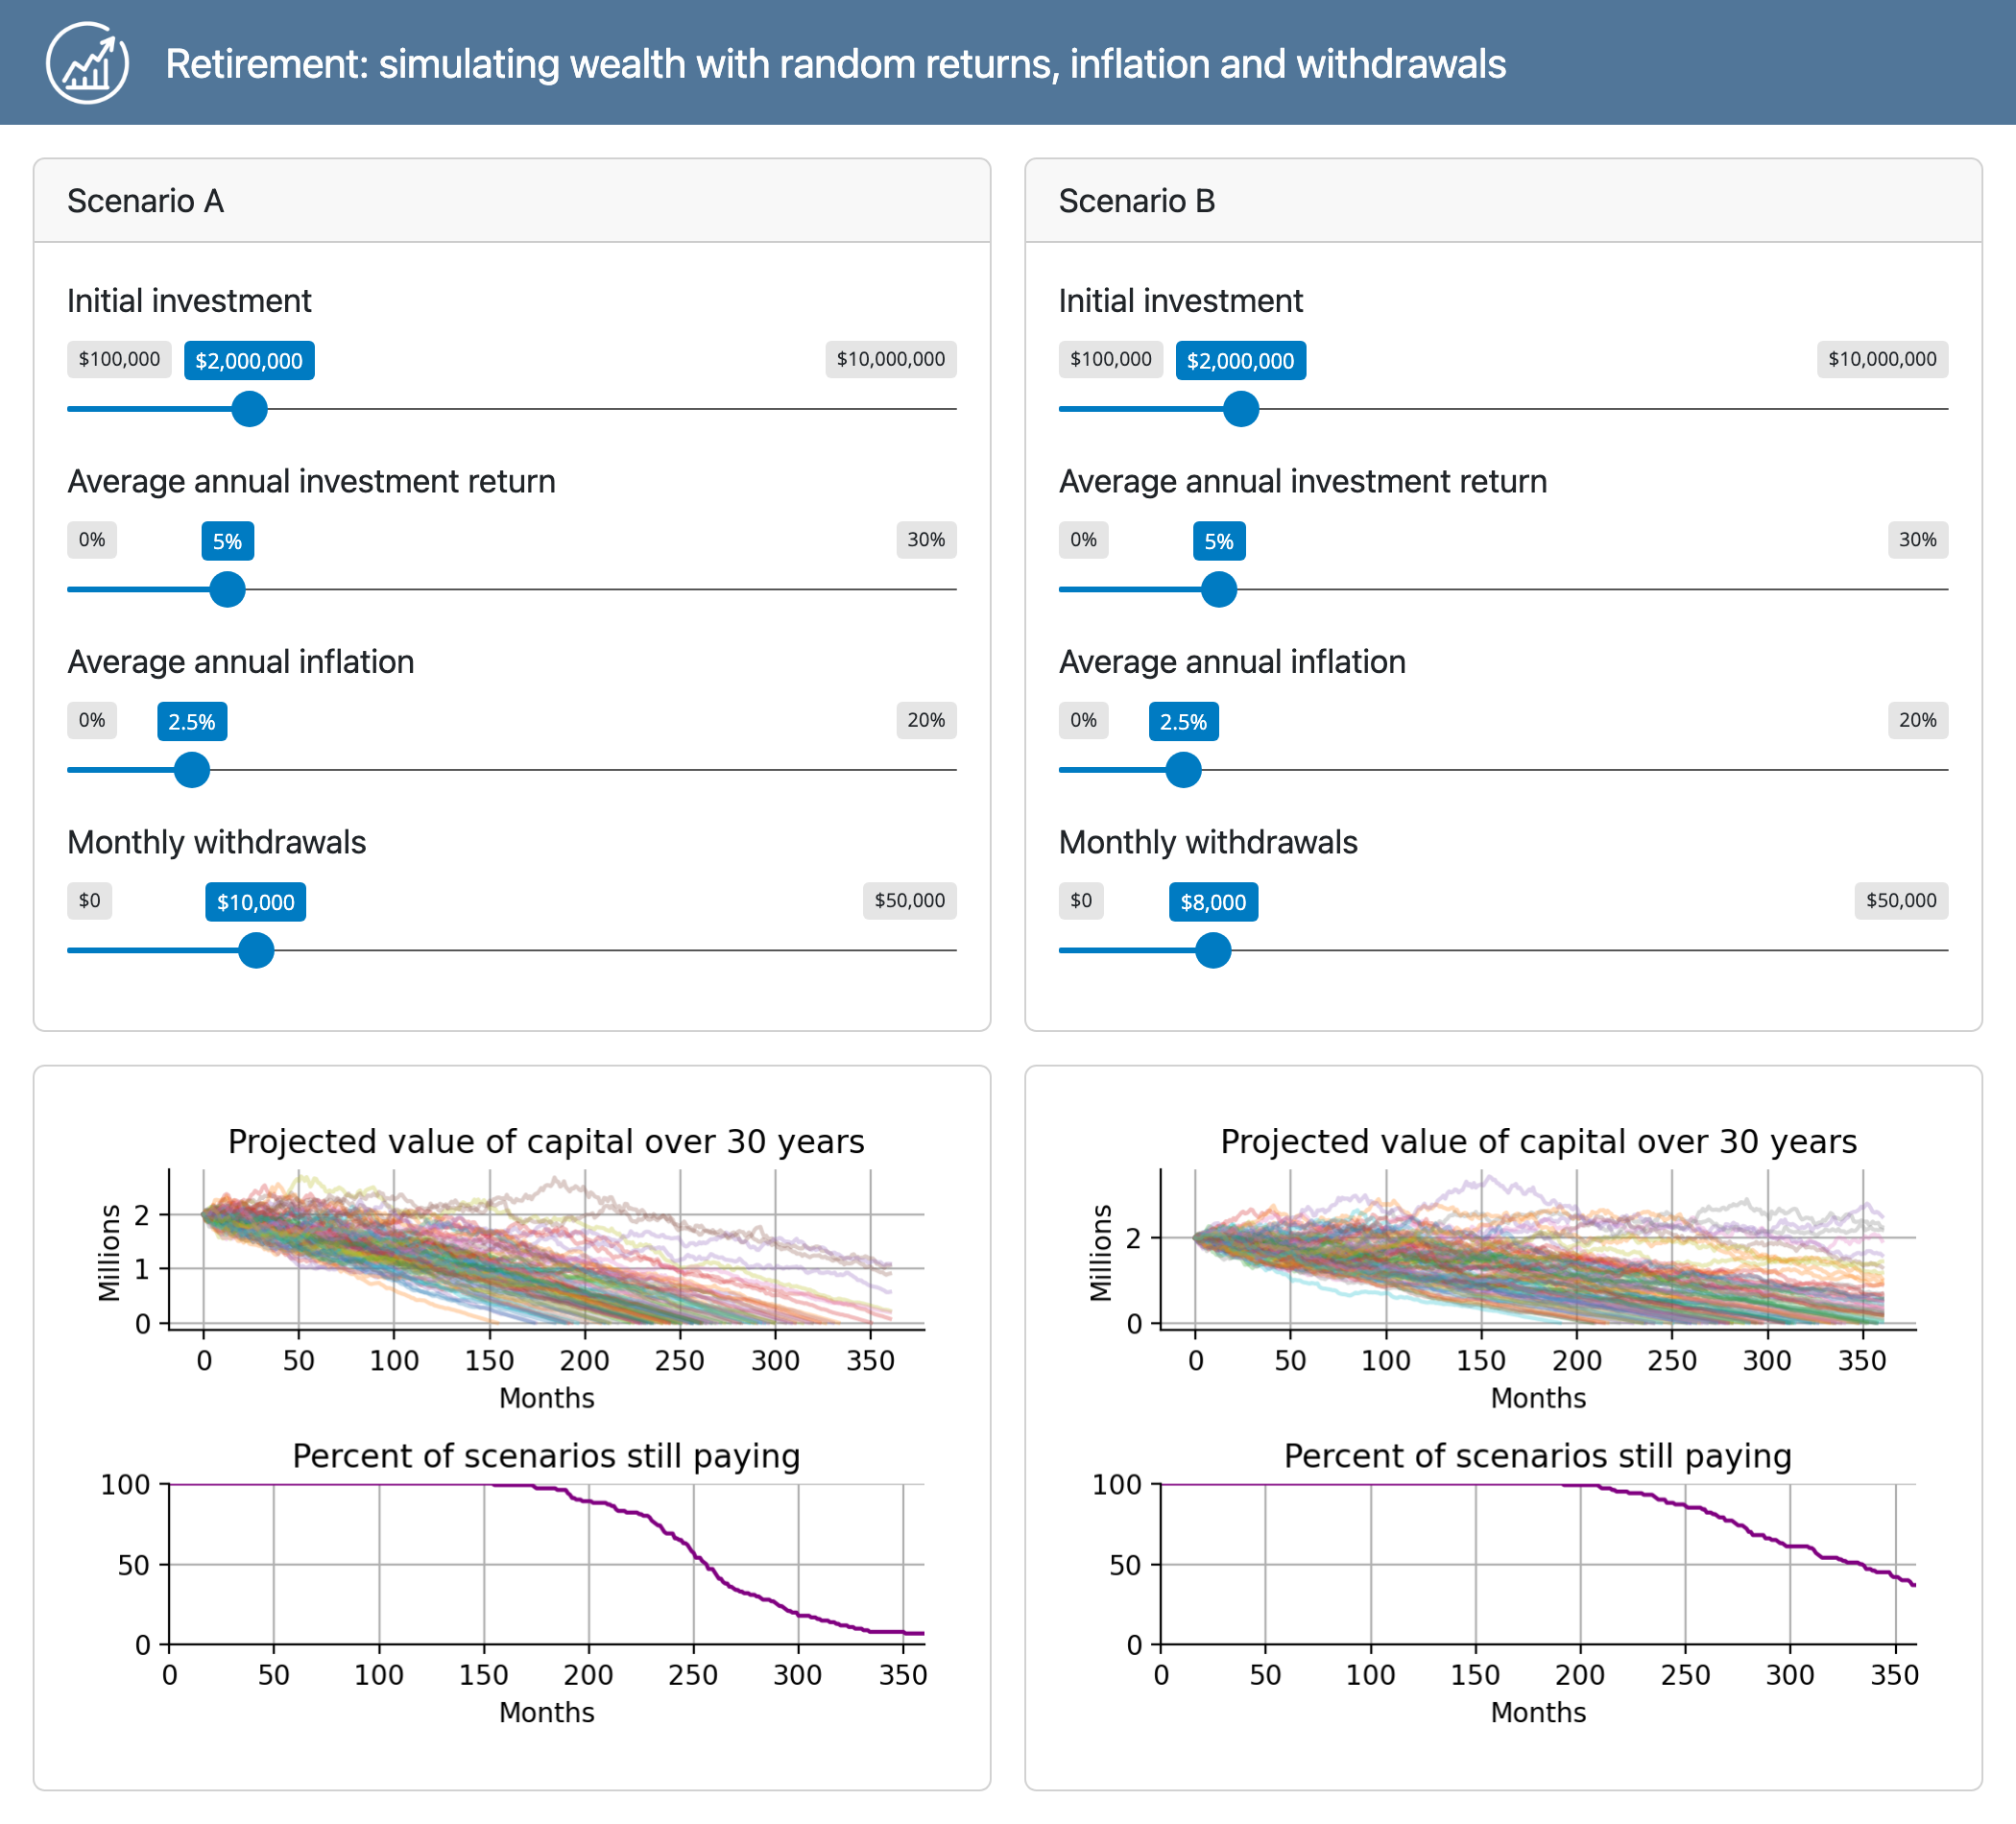 Retirement: simulating wealth with random returns, inflation and withdrawals
Scenario A
Initial investment
$100,000 $2,000,000 $10,000,000
Average annual investment return
0% 5% 30%
Average annual inflation
0% 2.5% 20%
Monthly withdrawals
$0 $10,000 $50,000
Scenario B
Initial investment
$100,000 $2,000,000 $10,000,000
Average annual investment return
0% 5% 30%
Average annual inflation
0% 2.5% 20%
Monthly withdrawals
$0 $8,000 $50,000
Projected value of capital over 30 years
Millions
2
1
0
0 50 100 150 200 250 300 350
Months
Percent of scenarios still paying
100
50
0
0 50 100 150 200 250 300 350
Months
Projected value of capital over 30 years
Millions
2
0
0 50 100 150 200 250 300 350
Months
Percent of scenarios still paying
100
50
0
0 50 100 150 200 250 300 350
Months